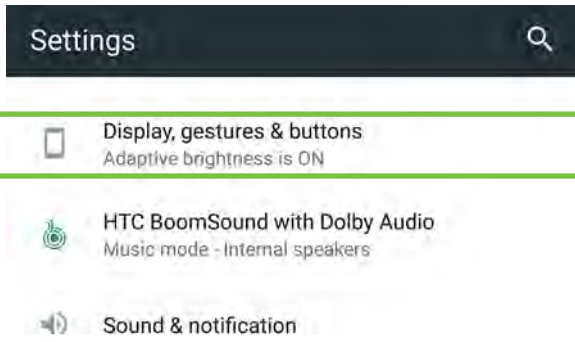 Settings
Display, gestures & buttons
Adaptive brightness is ON
HTC BoomSound with Dolby Audio
Music mode - Internal speakers
Sound & notification